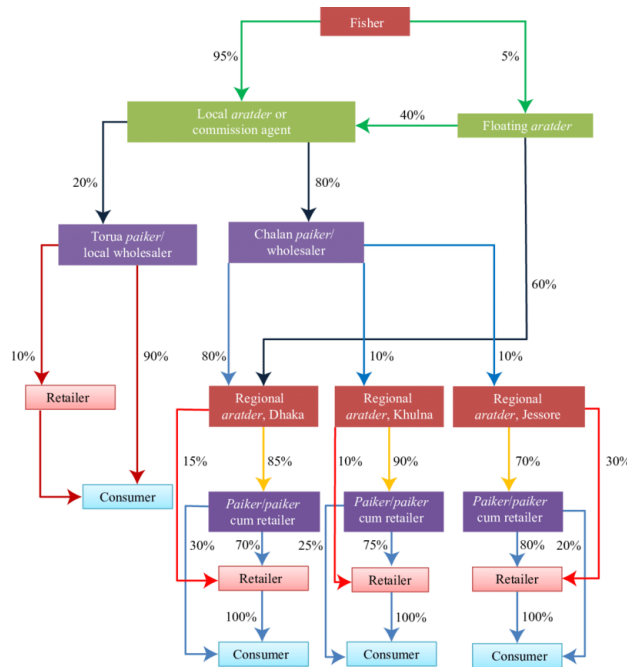 Fisher
95%
5%
Local aratder or
commission agent
40%
Floating aratder
20%
80%
Torua paiker/
local wholesaler
Chalan paiker/
wholesaler
60%
10%
90%
80%
10%
10%
Retailer
Regional
aratder, Dhaka
Regional
aratder, Khulna
Regional
aratder, Jessore
15%
85%
10%
90%
70%
30%
Consumer
Paiker/paiker
cum retailer
Paiker/paiker
cum retailer
Paiker/paiker
cum retailer
30%
70%
25%
75%
80%
20%
Retailer
Retailer
Retailer
100%
100%
100%
Consumer
Consumer
Consumer